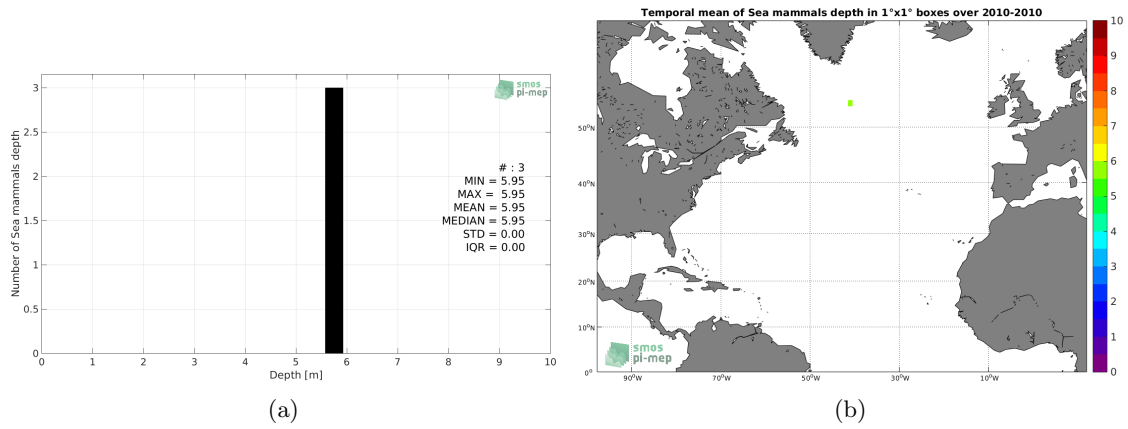 smos
pi-mep
Number of Sea mammals depth
3
2.5
2
1.5
1
0.5
0
# : 3
MIN = 5.95
MAX = 5.95
MEAN = 5.95
MEDIAN = 5.95
STD = 0.00
IQR = 0.00
0 1 2 3 4 5 6 7 8 9 10
Depth [m]
(a)
Temporal mean of Sea mammals depth in 1°x1° boxes over 2010-2010
50°N
40°N
30°N
20°N
10°N
0°
90°W 70°W 50°W 30°W 10°W
smos
pi-mep
10
9
8
7
6
5
4
3
2
1
0
(b)